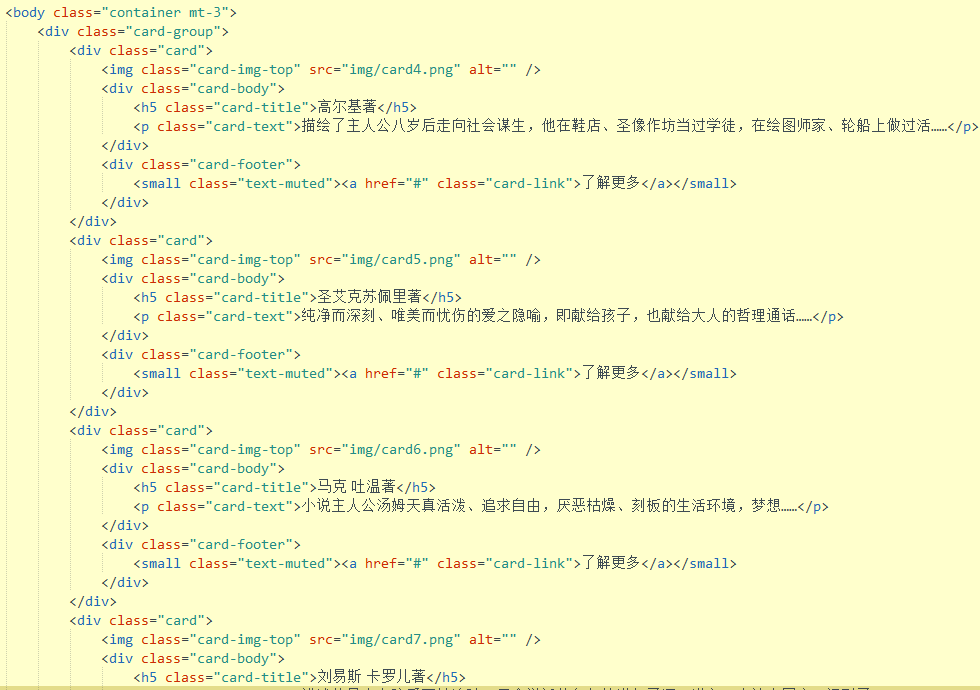 <body class="container mt-3">
<div class="card-group">
<div class="card">
<img class="card-img-top" src="img/card4.png" alt="" />
<div class="card-body">
<h5 class="card-title">高尔基著</h5>
<p class="card-text">描绘了主人公八岁后走向社会谋生，他在鞋店、圣像作坊当过学徒，在绘图师家、轮船上做过活……</p>
</div>
<div class="card-footer">
<small class="text-muted"><a href="#" class="card-link">了解更多</a></small>
</div>
</div>
<div class="card">
<img class="card-img-top" src="img/card5.png" alt="" />
<div class="card-body">
<h5 class="card-title">圣艾克苏佩里著</h5>
<p class="card-text">纯净而深刻、唯美而忧伤的爱之隐喻，即献给孩子，也献给大人的哲理通话……</p>
</div>
<div class="card-footer">
<small class="text-muted"><a href="#" class="card-link">了解更多</a></small>
</div>
</div>
<div class="card">
<img class="card-img-top" src="img/card6.png" alt="" />
<div class="card-body">
<h5 class="card-title">马克 吐温著</h5>
<p class="card-text">小说主人公汤姆天真活泼、追求自由，厌恶枯燥、刻板的生活环境，梦想……</p>
</div>
<div class="card-footer">
<small class="text-muted"><a href="#" class="card-link">了解更多</a></small>
</div>
</div>
<div class="card">
<img class="card-img-top" src="img/card7.png" alt="" />
<div class="card-body">
<h5 class="card-title">刘易斯 卡罗儿著</h5>